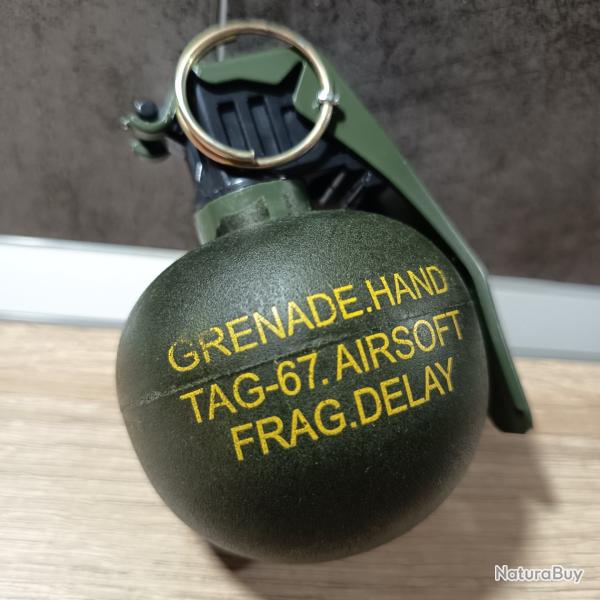 GRENADE.HAND
TAG-67. AIRSOFT
FRAG.DELAY
NaturaBuy